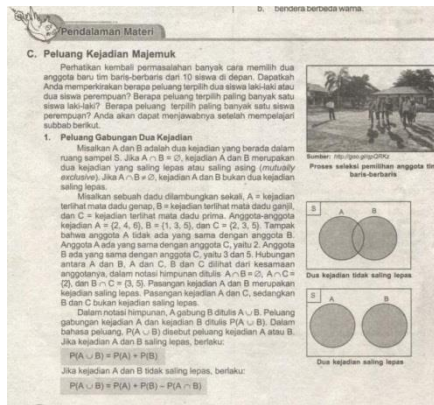 b. bendera berbeda warna.
Pendalaman Materi
C. Peluang Kejadian Majemuk
Perhatikan kembali permasalahan banyak cara memilih dua
anggota baru tim baris-berbaris dari 10 siswa di depan. Dapatkah
Anda memperkirakan berapa peluang terpilih dua siswa laki-laki atau
dua siswa perempuan? Berapa peluang terpilih paling banyak satu
siswa laki-laki? Berapa peluang terpilih paling banyak satu siswa
perempuan? Anda akan dapat menjawabnya setelah mempelajari
subbab berikut.
1. Peluang Gabungan Dua Kejadian
Misalkan A dan B adalah dua kejadian yang berada dalam
ruang sampel S. Jika A ∩ B = ∅, kejadian A dan B merupakan
dua kejadian yang saling lepas atau saling asing (mutually
exclusive). Jika A ∩ B ≠ ∅, kejadian A dan B bukan dua kejadian
saling lepas.
Misalkan sebuah dadu dilambungkan sekali, A = kejadian
terlihat mata dadu genap, B = kejadian terlihat mata dadu ganjil,
dan C = kejadian terlihat mata dadu prima. Anggota-anggota
kejadian A = {2, 4, 6}, B = {1, 3, 5}, dan C = {2, 3, 5}. Tampak
bahwa anggota A tidak ada yang sama dengan anggota B.
Anggota A ada yang sama dengan anggota C, yaitu 2. Anggota
B ada yang sama dengan anggota C, yaitu 3 dan 5. Hubungan
antara A dan B, A dan C, B dan C dilihat dari kesamaan
anggotanya, dalam notasi himpunan ditulis A ∩ B = ∅, A ∩ C =
{2}, dan B ∩ C = {3, 5}. Pasangan kejadian A dan B merupakan
kejadian saling lepas. Pasangan kejadian A dan C, sedangkan
B dan C bukan kejadian saling lepas.
Dalam notasi himpunan, A gabung B ditulis A ∪ B. Peluang
gabungan kejadian A dan kejadian B ditulis P(A ∪ B). Dalam
bahasa peluang, P(A ∪ B) disebut peluang kejadian A atau B.
Jika kejadian A dan B saling lepas, berlaku:
P(A ∪ B) = P(A) + P(B)
Jika kejadian A dan B tidak saling lepas, berlaku:
P(A ∪ B) = P(A) + P(B) – P(A ∩ B)
Sumber:
Proses seleksi pemilihan anggota tim
baris-berbaris
S
A B
Dua kejadian tidak saling lepas
S
A B
Dua kejadian saling lepas